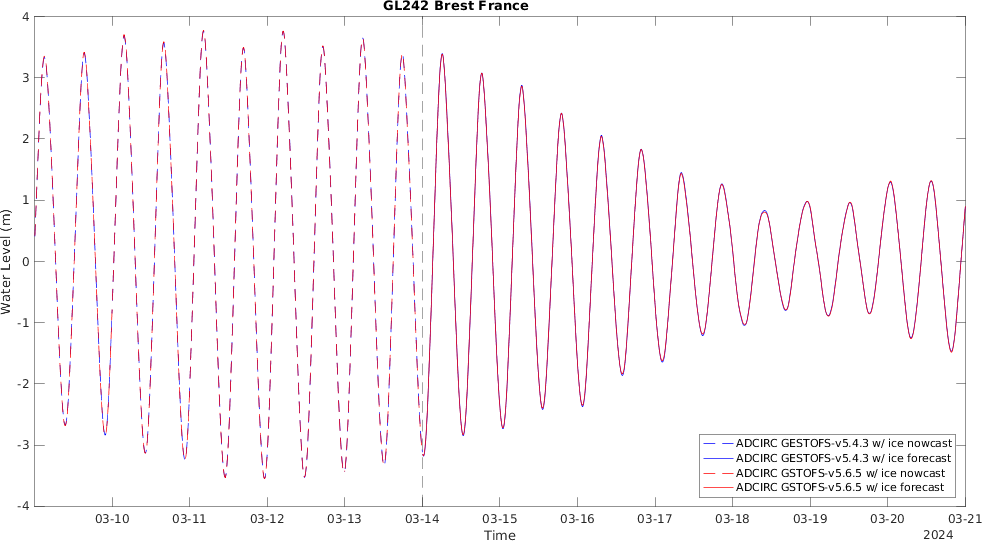 GL242 Brest France
4
3
2
1
0
-1
-2
-3
-4
Water Level (m)
ADCIRC GESTOFS-v5.4.3 w/ ice nowcast
ADCIRC GESTOFS-v5.4.3 w/ ice forecast
ADCIRC GSTOFS-v5.6.5 w/ ice nowcast
ADCIRC GSTOFS-v5.6.5 w/ ice forecast
03-10 03-11 03-12 03-13 03-14 03-15 03-16 03-17 03-18 03-19 03-20 03-21
Time
2024